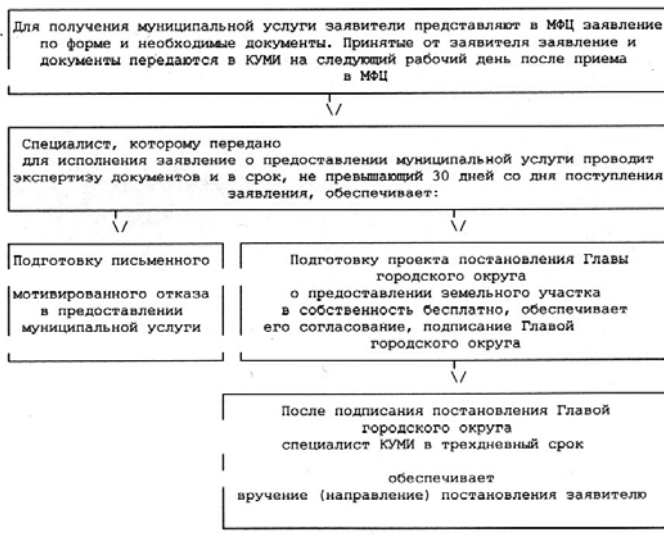 Для получения муниципальной услуги заявители представляют в МФЦ заявление
по форме и необходимые документы. Принятые от заявителя заявление и
документы передаются в КУМИ на следующий рабочий день после приема
в МФЦ
\/
Специалист, которому передано
для исполнения заявление о предоставлении муниципальной услуги проводит
экспертизу документов и в срок, не превышающий 30 дней со дня поступления
заявления, обеспечивает:
\/ \/
Подготовку письменного
мотивированного отказа
в предоставлении
муниципальной услуги
Подготовку проекта постановления Главы
городского округа
о предоставлении земельного участка
в собственность бесплатно, обеспечивает
его согласование, подписание Главой
городского округа
\/
После подписания постановления Главой
городского округа
специалист КУМИ в трехдневный срок
обеспечивает
вручение (направление) постановления заявителю